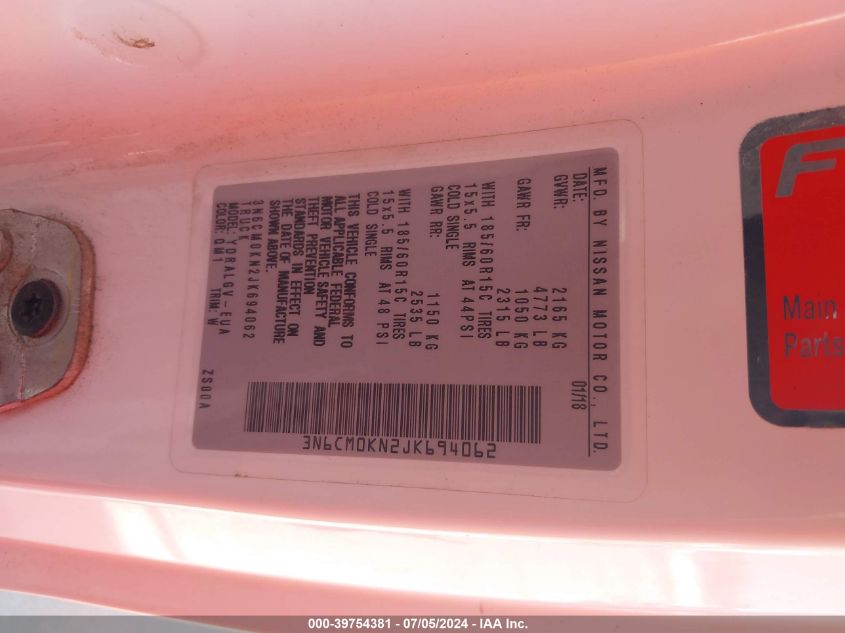 MFD. BY NISSAN MOTOR CO., LTD.
DATE: 01/18
GVWR: 2165 KG
4773 LB
GAWR FR: 1050 KG
2315 LB
WITH 185/60R15C TIRES
15x5.5 RIMS AT 44PSI
COLD SINGLE
GAWR RR: 1150 KG
2535 LB
WITH 185/60R15C TIRES
15x5.5 RIMS AT 48 PSI
COLD SINGLE
THIS VEHICLE CONFORMS TO
ALL APPLICABLE FEDERAL
MOTOR VEHICLE SAFETY AND
THEFT PREVENTION
STANDARDS IN EFFECT ON
THE DATE OF MANUFACTURE
SHOWN ABOVE.
3N6CM0KN2JK694062
TRUCK
MODEL: YDRALGV-EUA
COLOR: QM1 TRIM: W
ZS00A
3N6CM0KN2JK694062
Main
Parts
000-39754381 - 07/05/2024 - IAA Inc.